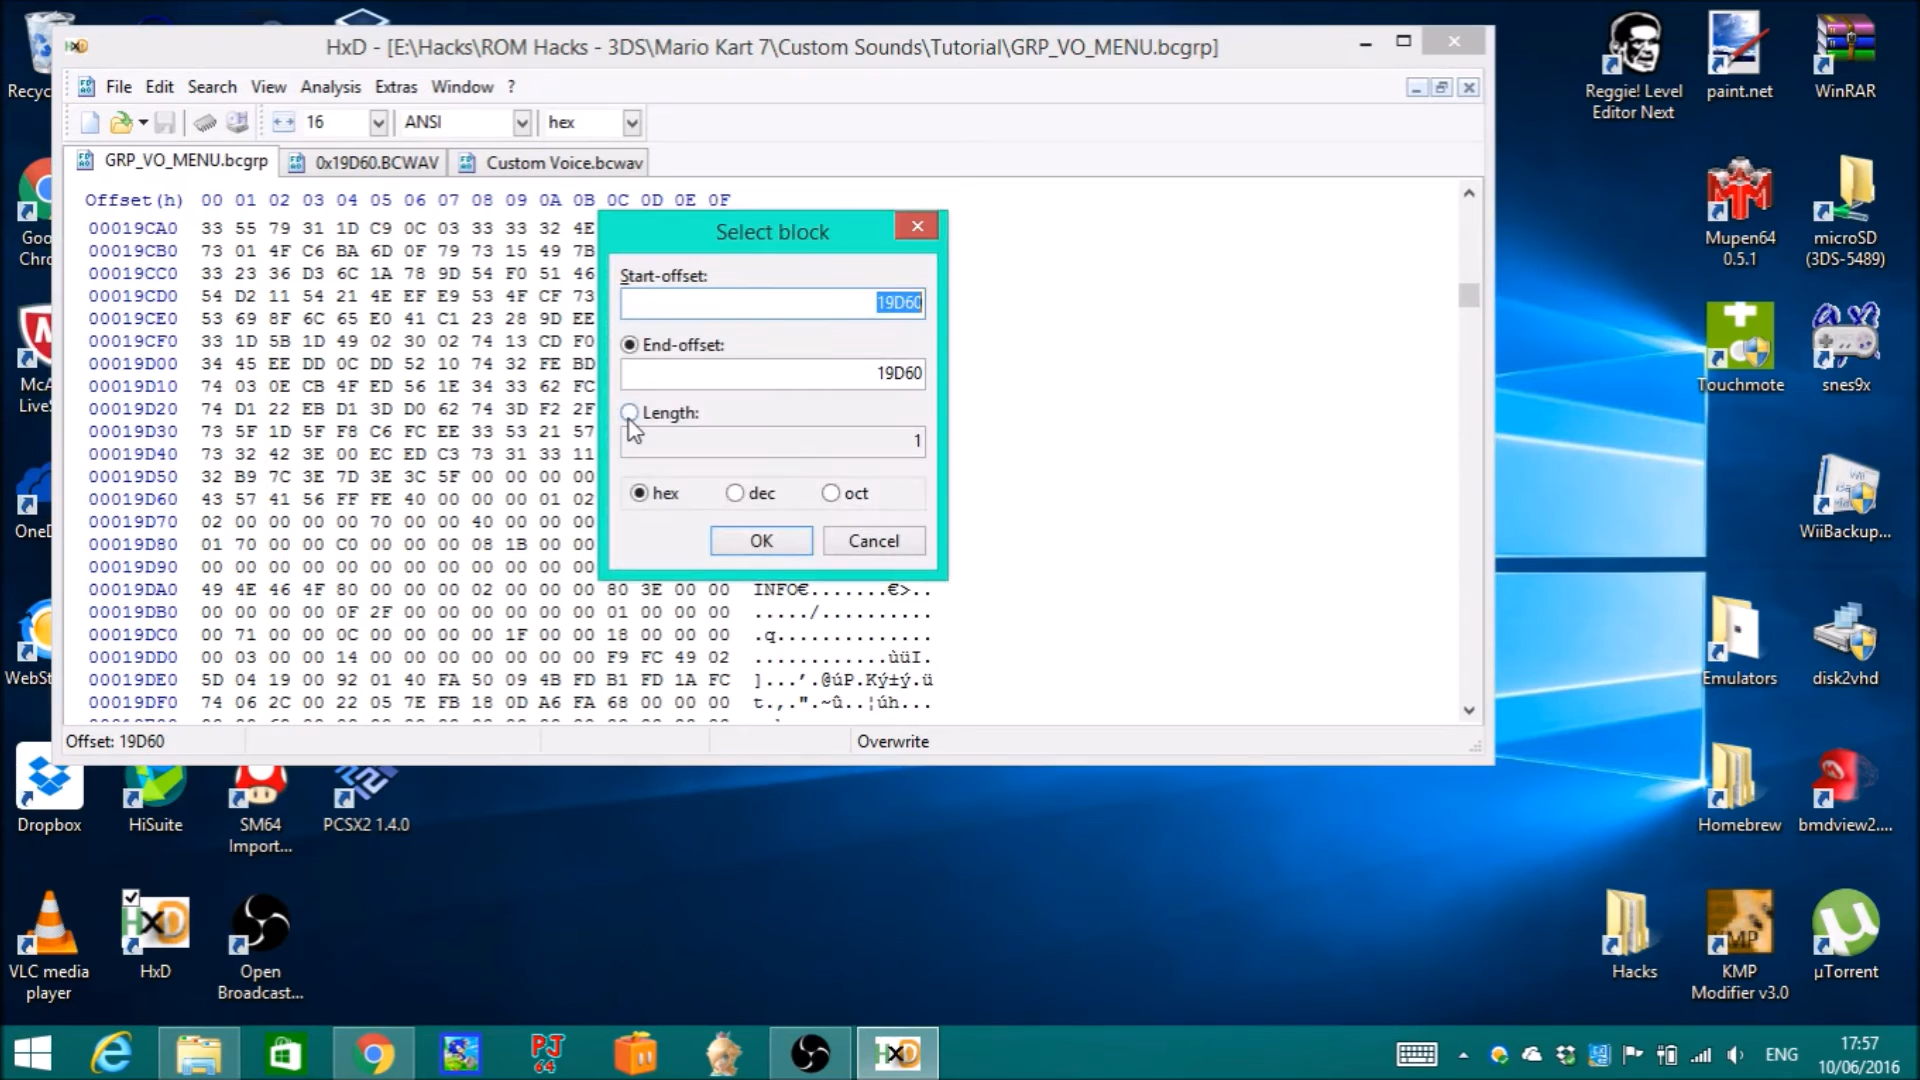 HxD - [E:\Hacks\ROM Hacks - 3DS\Mario Kart 7\Custom Sounds\Tutorial\GRP_VO_MENU.bcgrp]
File Edit Search View Analysis Extras Window ?
16 ANSI hex
GRP_VO_MENU.bcgrp 0x19D60.BCWAV Custom Voice.bcwav
Offset(h) 00 01 02 03 04 05 06 07 08 09 0A 0B 0C 0D 0E 0F
00019CA0 33 55 79 31 1D C9 0C 03 33 33 32 4E
00019CB0 73 01 4F C6 BA 6D 0F 79 73 15 49 7B
00019CC0 33 23 36 D3 6C 1A 78 9D 54 F0 51 46
00019CD0 54 D2 11 54 21 4E EF E9 53 4F CF 73
00019CE0 53 69 8F 6C 65 E0 41 C1 23 28 9D EE
00019CF0 33 1D 5B 1D 49 02 30 02 74 13 CD F0
00019D00 34 45 EE DD 0C DD 52 10 74 32 FE BD
00019D10 74 03 0E CB 4F ED 56 1E 34 33 62 FC
00019D20 74 D1 22 EB D1 3D D0 62 74 3D F2 2F
00019D30 73 5F 1D 5F F8 C6 FC EE 33 53 21 57
00019D40 73 32 42 3E 00 EC ED C3 73 31 33 11
00019D50 32 B9 7C 3E 7D 3E 3C 5F 00 00 00 00
00019D60 43 57 41 56 FF FE 40 00 00 00 01 02
00019D70 02 00 00 00 00 70 00 00 40 00 00 00
00019D80 01 70 00 00 C0 00 00 00 08 1B 00 00
00019D90 00 00 00 00 00 00 00 00 00 00 00 00
00019DA0 49 4E 46 4F 80 00 00 00 02 00 00 00 80 3E 00 00 INFO€.......€>..
00019DB0 00 00 00 00 0F 2F 00 00 00 00 00 00 01 00 00 00 ...../..........
00019DC0 00 71 00 00 0C 00 00 00 00 1F 00 00 18 00 00 00 .q..............
00019DD0 00 03 00 00 14 00 00 00 00 00 00 00 F9 FC 49 02 ............ùüI.
00019DE0 5D 04 19 00 92 01 40 FA 50 09 4B FD B1 FD 1A FC ]...’.@úP.Ký±ý.ü
00019DF0 74 06 2C 00 22 05 7E FB 18 0D A6 FA 68 00 00 00 t.,.".~û..¦úh...
Select block
Start-offset:
19D60
End-offset:
19D60
Length:
1
hex dec oct
OK Cancel
Offset: 19D60 Overwrite
Recyc
Goo
Chr
McA
LiveS
OneD
WebSt
Dropbox
HiSuite
SM64
Import...
PCSX2 1.4.0
VLC media
player
HxD
Open
Broadcast...
Reggie! Level
Editor Next
paint.net
WinRAR
Mupen64
0.5.1
microSD
(3DS-5489)
Touchmote
snes9x
WiiBackup...
Emulators
disk2vhd
Homebrew
bmdview2....
Hacks
KMP
Modifier v3.0
µTorrent
PJ
64
ENG
17:57
10/06/2016